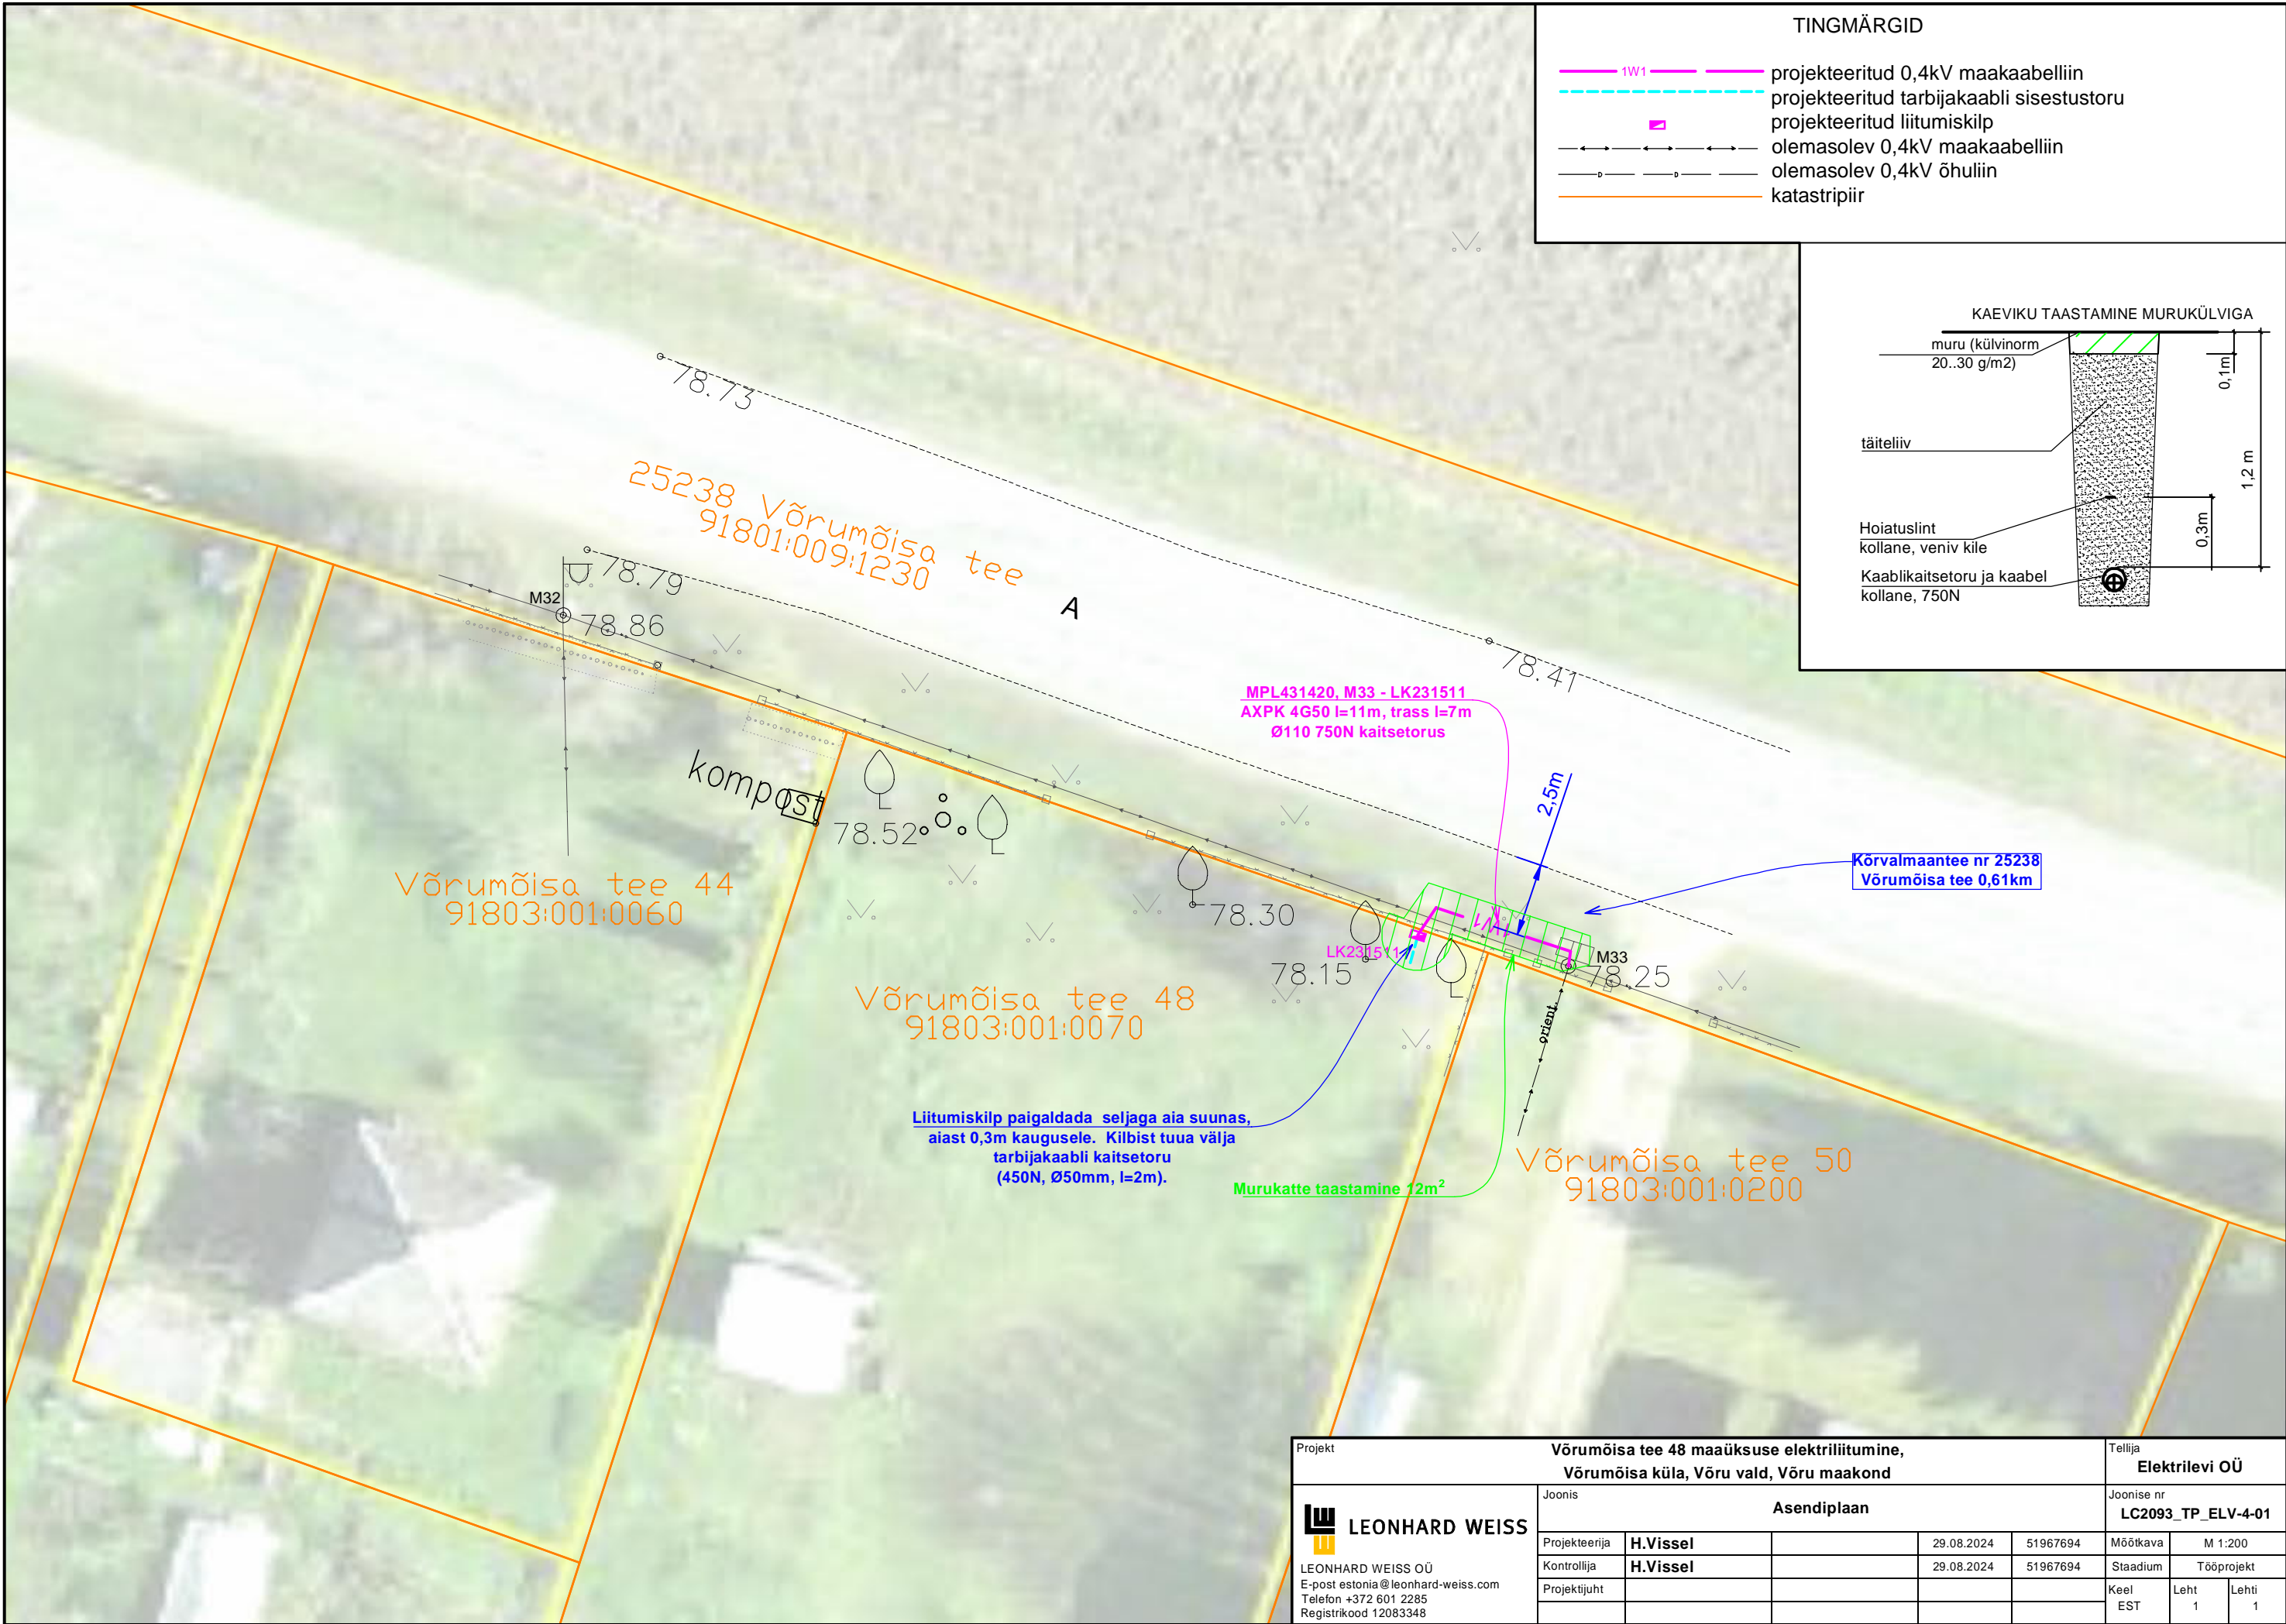 TINGMÄRGID
1W1
projekteeritud 0,4kV maakaabelliin
projekteeritud tarbijakaabli sisestustoru
projekteeritud liitumiskilp
olemasolev 0,4kV maakaabelliin
olemasolev 0,4kV õhuliin
katastripiir
KAEVIKU TAASTAMINE MURUKÜLVIGA
muru (külvinorm
20..30 g/m2)
0,1m
täiteliiv
1,2 m
Hoiatuslint
kollane, veniv kile
0,3m
Kaablikaitsetoru ja kaabel
kollane, 750N
78.73
25238 Võrumõisa tee
91801:009:1230
78.79
M32
78.86
A
78.41
MPL431420, M33 - LK231511
AXPK 4G50 l=11m, trass l=7m
Ø110 750N kaitsetorus
kompost
78.52
2,5m
Kõrvalmaantee nr 25238
Võrumõisa tee 0,61km
Võrumõisa tee 44
91803:001:0060
78.30
1W1
LK231511
M33
78.15
78.25
Võrumõisa tee 48
91803:001:0070
orient.
Liitumiskilp paigaldada seljaga aia suunas,
aiast 0,3m kaugusele. Kilbist tuua välja
tarbijakaabli kaitsetoru
(450N, Ø50mm, l=2m).
Murukatte taastamine 12m²
Võrumõisa tee 50
91803:001:0200
Projekt
Võrumõisa tee 48 maaüksuse elektriliitumine,
Võrumõisa küla, Võru vald, Võru maakond
Tellija
Elektrilevi OÜ
LEONHARD WEISS
LEONHARD WEISS OÜ
E-post estonia@leonhard-weiss.com
Telefon +372 601 2285
Registrikood 12083348
Joonis
Asendiplaan
Joonise nr
LC2093_TP_ELV-4-01
Projekteerija H.Vissel 29.08.2024 51967694 Mõõtkava M 1:200
Kontrollija H.Vissel 29.08.2024 51967694 Staadium Tööprojekt
Projektijuht
Keel Leht Lehti
EST 1 1